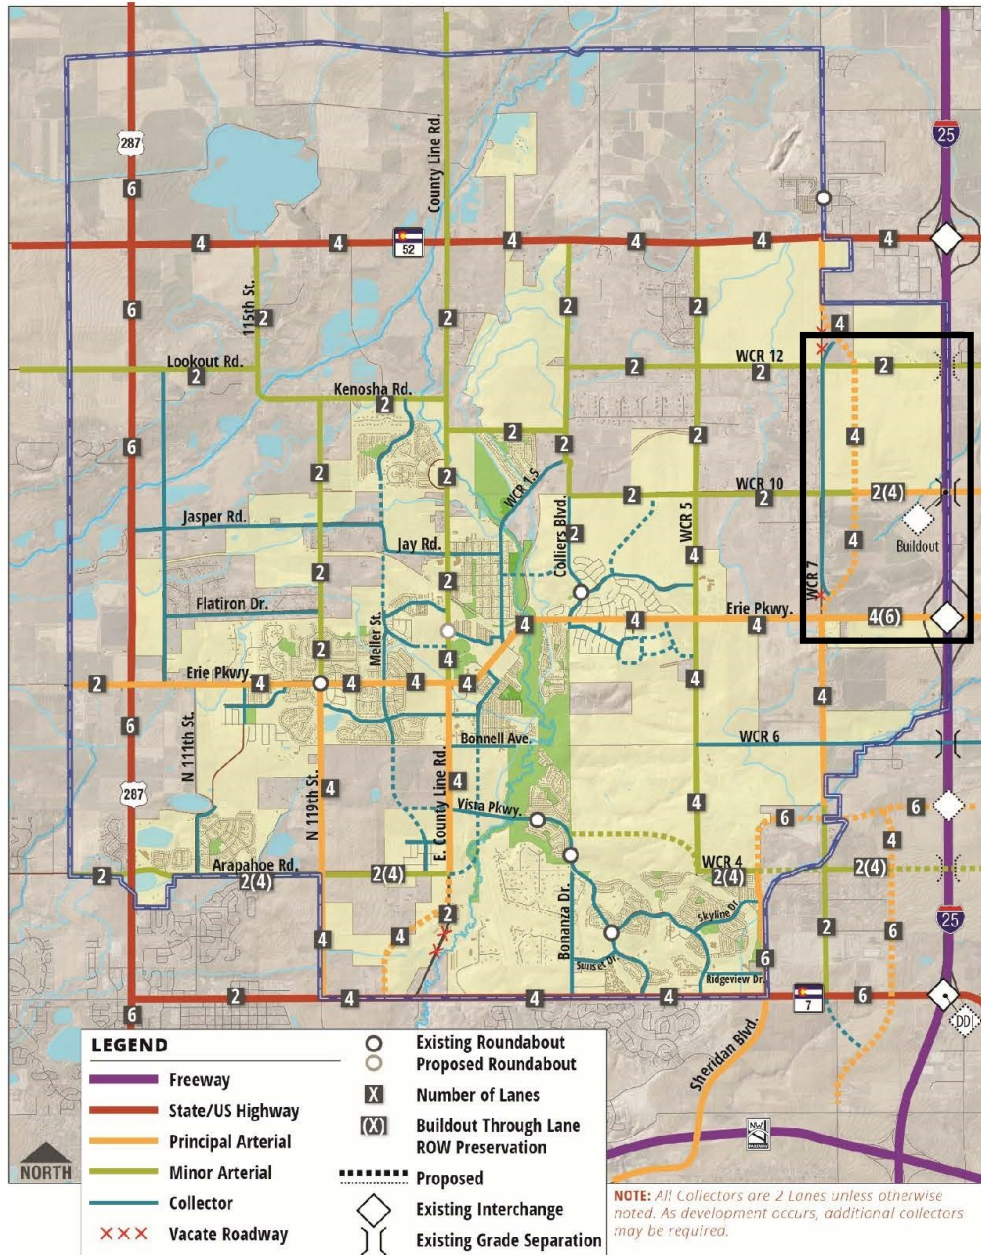 287
6
4
4
52
4
4
4
4
25
County Line Rd.
6
115th St.
2
2
2
2
4
Lookout Rd.
2
Kenosha Rd.
2
WCR 12
2
2
2
6
2
2
2
2
2
4
WCR 1.5
WCR 10
2
2
2(4)
Jasper Rd.
Jay Rd.
Colliers Blvd.
2
WCR 5
4
4
Buildout
Flatiron Dr.
2
2
WCR 7
Meller St.
Erie Pkwy.
4
4
4
4(6)
4
Erie Pkwy.
2
4
4
4
4
4
4
6
N 111th St.
Bonnell Ave.
WCR 6
287
N 119th St.
4
E. County Line Rd.
4
Vista Pkwy.
4
6
6
4
Arapahoe Rd.
2
2(4)
2(4)
WCR 4
2(4)
Bonanza Dr.
Skyline Dr.
2
4
4
2
6
6
25
Sunset Dr.
Ridgeview Dr.
6
2
4
4
4
7
6
DD
Sheridan Blvd.
NW
PARKWAY
LEGEND
Freeway
State/US Highway
Principal Arterial
Minor Arterial
Collector
Vacate Roadway
Existing Roundabout
Proposed Roundabout
X Number of Lanes
(X) Buildout Through Lane
ROW Preservation
Proposed
Existing Interchange
Existing Grade Separation
NORTH
NOTE: All Collectors are 2 Lanes unless otherwise
noted. As development occurs, additional collectors
may be required.